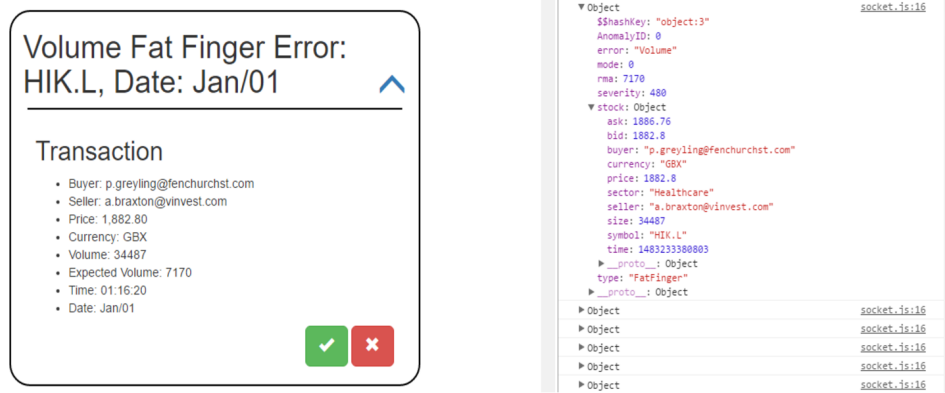 Volume Fat Finger Error:
HIK.L, Date: Jan/01
Transaction
Buyer: p.greyling@fenchurchst.com
Seller: a.braxton@vinvest.com
Price: 1,882.80
Currency: GBX
Volume: 34487
Expected Volume: 7170
Time: 01:16:20
Date: Jan/01
Object socket.js:16
$$hashKey: "object:3"
AnomalyID: 0
error: "Volume"
mode: 0
rma: 7170
severity: 480
stock: Object
ask: 1886.76
bid: 1882.8
buyer: "p.greyling@fenchurchst.com"
currency: "GBX"
price: 1882.8
sector: "Healthcare"
seller: "a.braxton@vinvest.com"
size: 34487
symbol: "HIK.L"
time: 1483233380803
__proto__: Object
type: "FatFinger"
__proto__: Object
Object socket.js:16
Object socket.js:16
Object socket.js:16
Object socket.js:16
Object socket.js:16